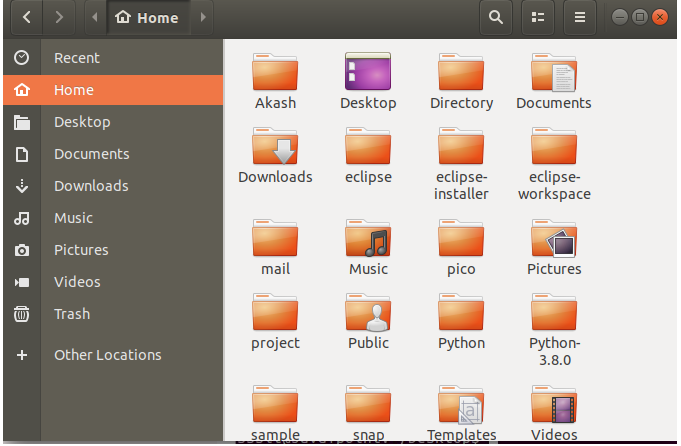 Home
Recent
Home
Desktop
Documents
Downloads
Music
Pictures
Videos
Trash
Other Locations
Akash
Desktop
Directory
Documents
Downloads
eclipse
eclipse-
installer
eclipse-
workspace
mail
Music
pico
Pictures
project
Public
Python
Python-
3.8.0
sample
snap
Templates
Videos